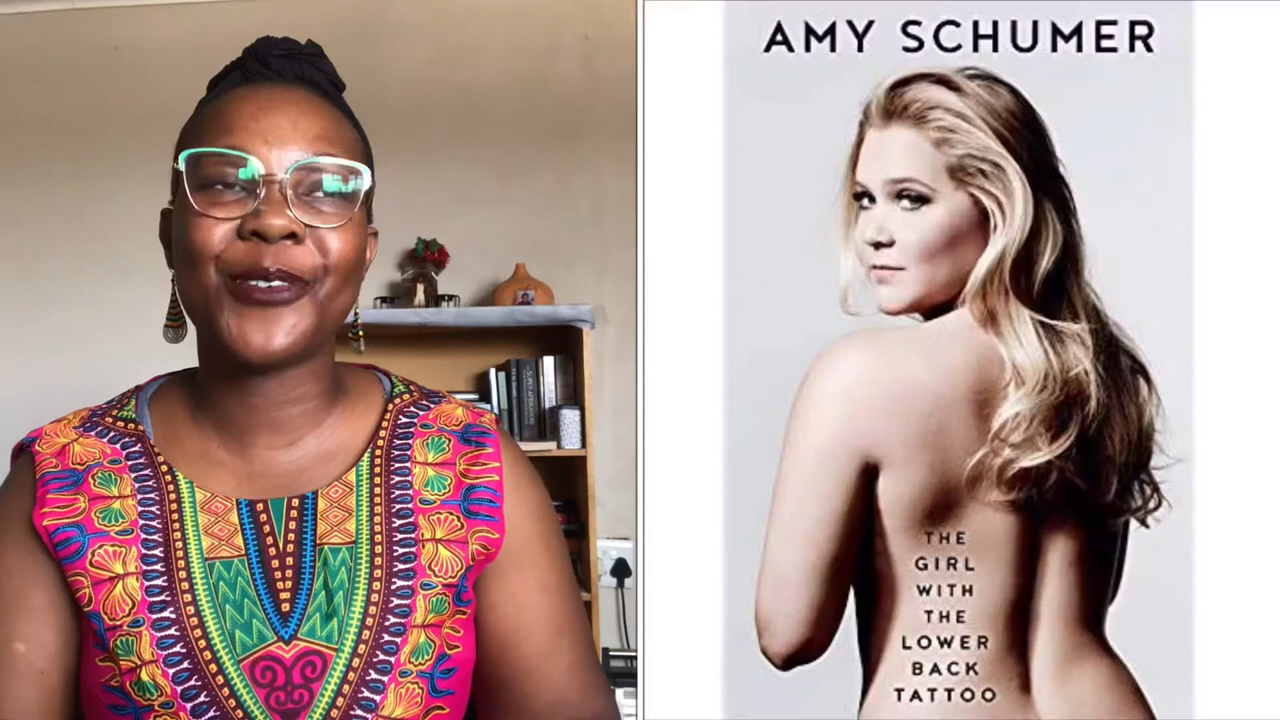 AMY SCHUMER
THE
GIRL
WITH
THE
LOWER
BACK
TATTOO